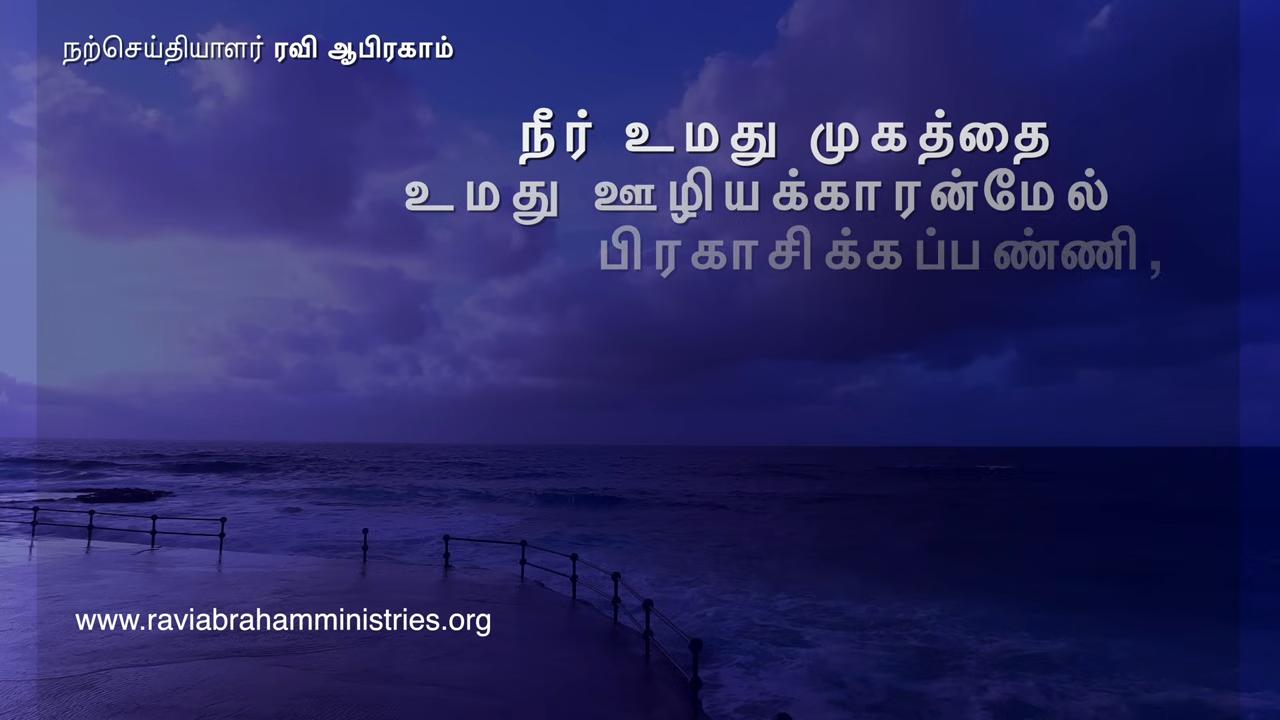 நற்செய்தியாளர் ரவி ஆபிரகாம்
நீர் உமது முகத்தை
உமது ஊழியக்காரன்மேல்
பிரகாசிக்கப்பண்ணி,
www.raviabrahamministries.org